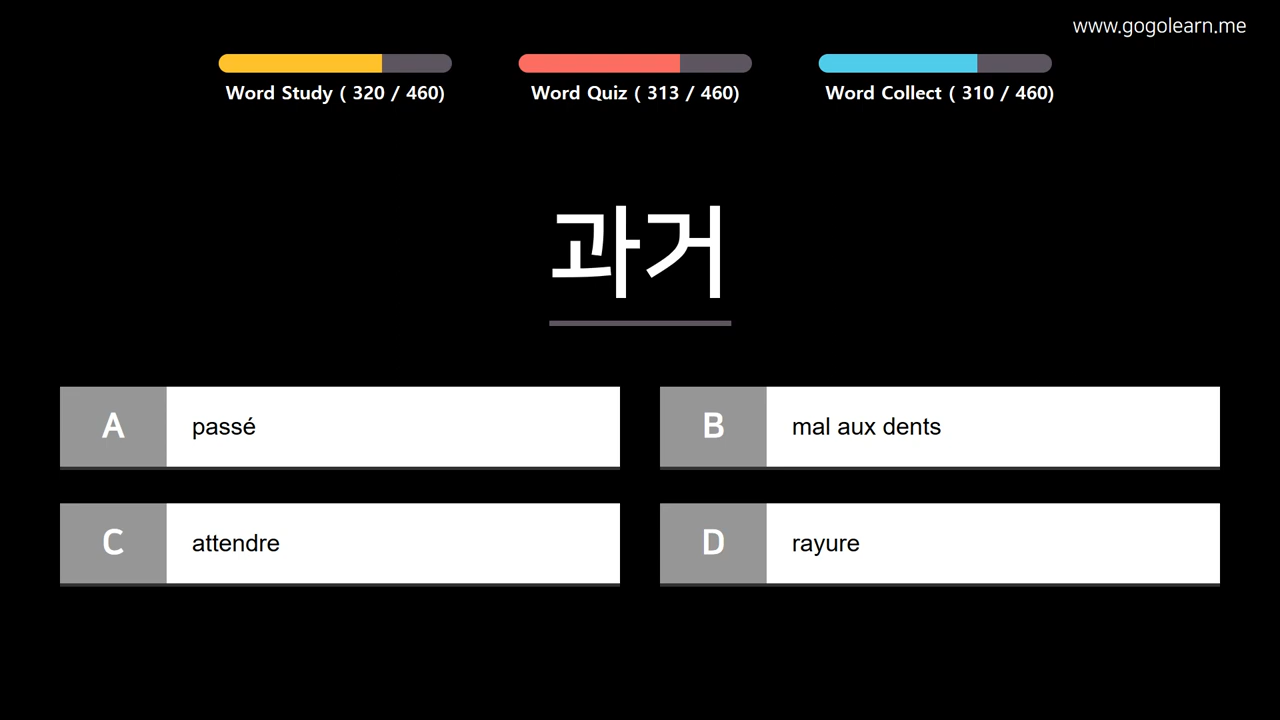 www.gogolearn.me
Word Study ( 320 / 460)
Word Quiz ( 313 / 460)
Word Collect ( 310 / 460)
과거
A passé
B mal aux dents
C attendre
D rayure